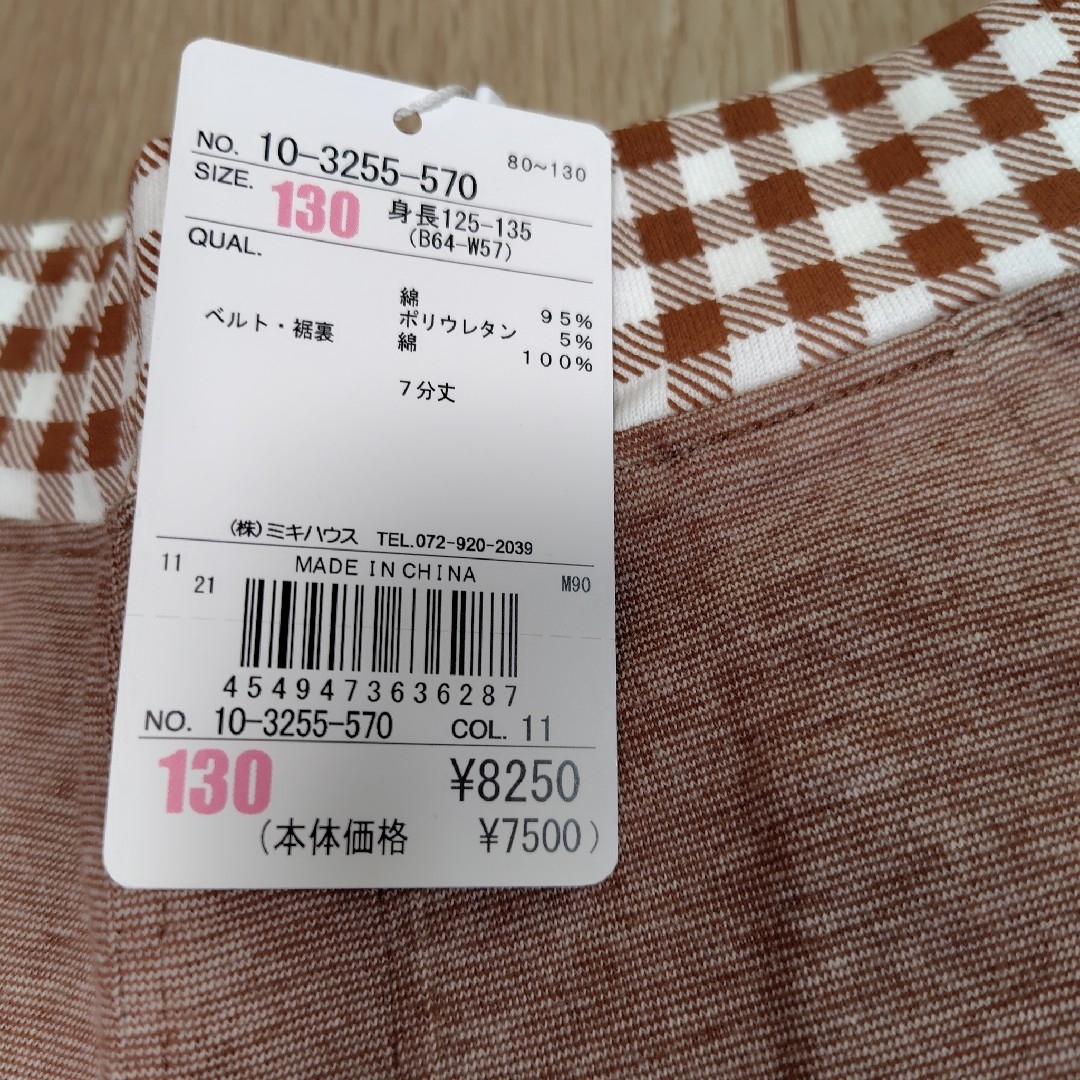 NO. 10-3255-570 80~130
SIZE. 130 身長125-135
(B64-W57)
QUAL.
綿 95%
ベルト・裾裏 ポリウレタン 5%
綿 100%
7分丈
(株)ミキハウス TEL.072-920-2039
11 MADE IN CHINA M90
21
4549473636287
NO. 10-3255-570 COL. 11
130 ¥8250
(本体価格 ¥7500)